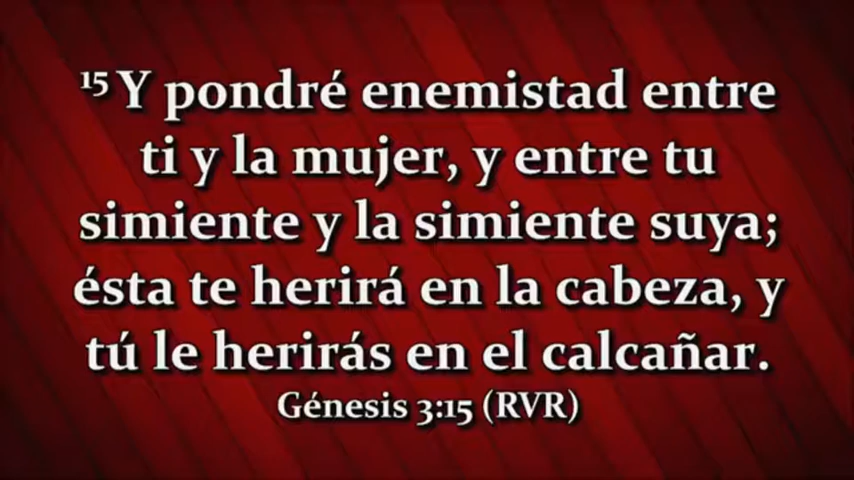 15 Y pondré enemistad entre
ti y la mujer, y entre tu
simiente y la simiente suya;
ésta te herirá en la cabeza, y
tú le herirás en el calcañar.
Génesis 3:15 (RVR)